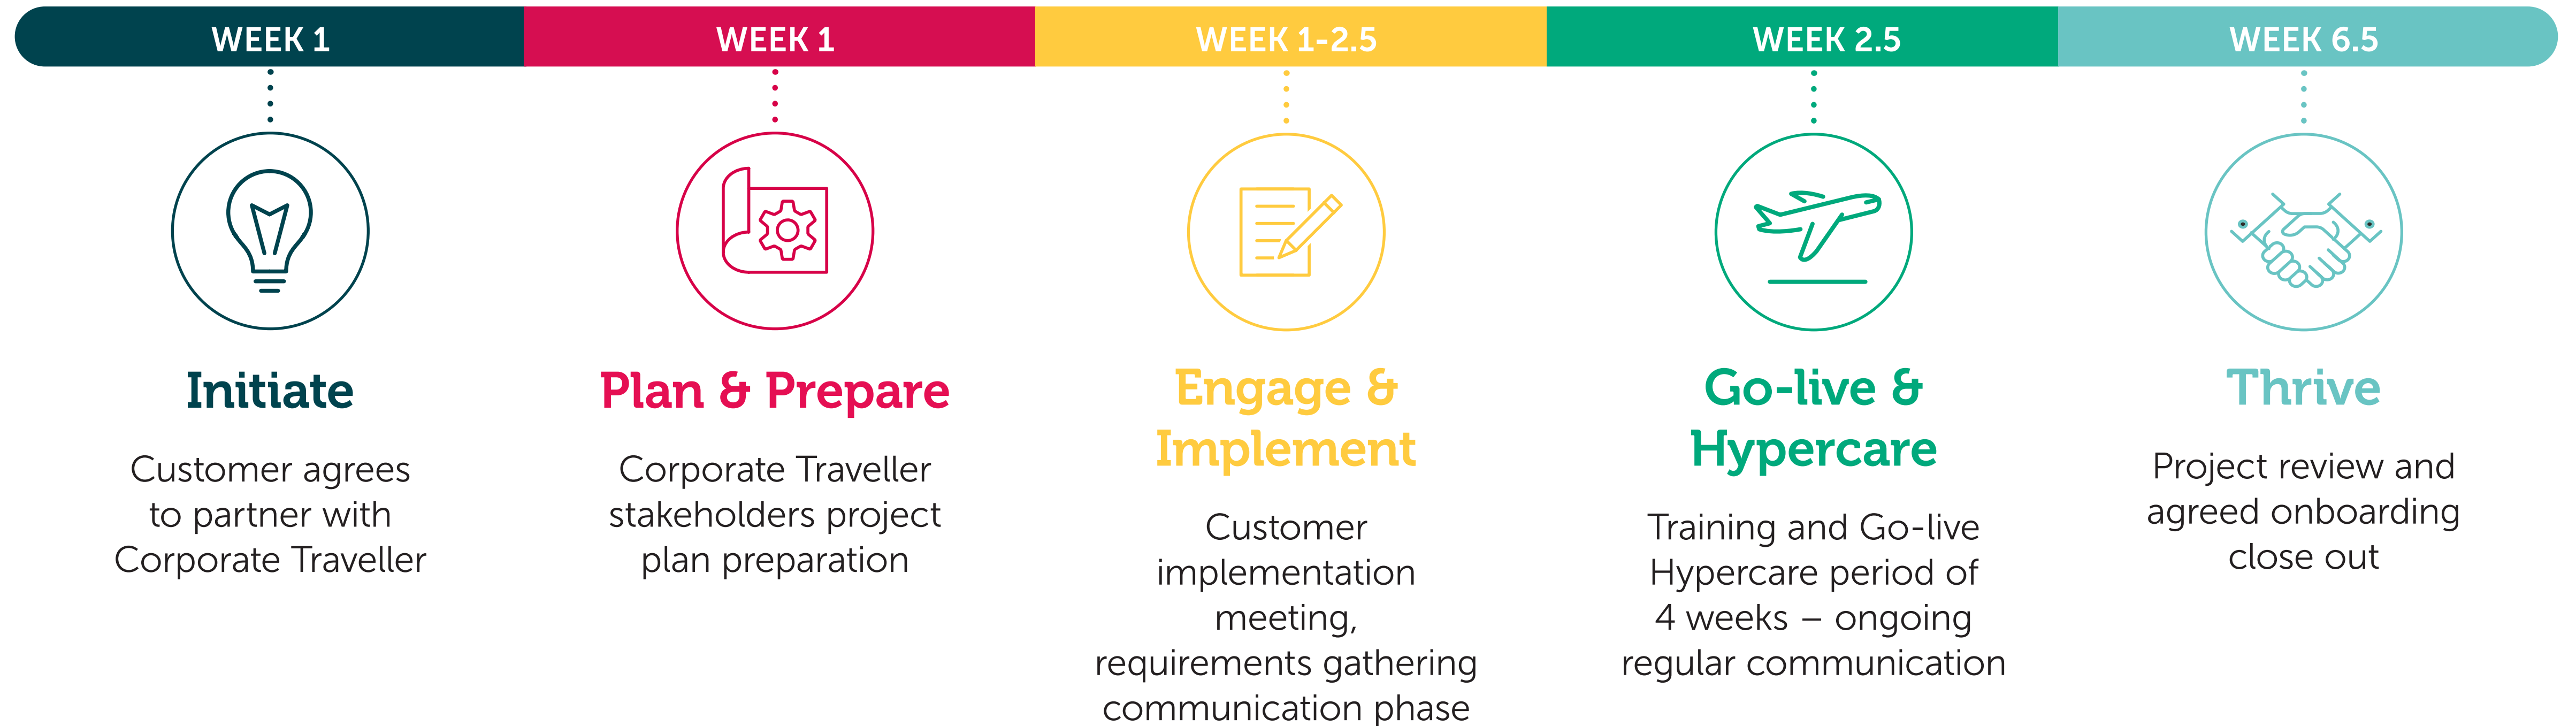 WEEK 1
WEEK 1
WEEK 1-2.5
WEEK 2.5
WEEK 6.5
Initiate
Customer agrees
to partner with
Corporate Traveller
Plan & Prepare
Corporate Traveller
stakeholders project
plan preparation
Engage &
Implement
Customer
implementation
meeting,
requirements gathering
communication phase
Go-live &
Hypercare
Training and Go-live
Hypercare period of
4 weeks – ongoing
regular communication
Thrive
Project review and
agreed onboarding
close out